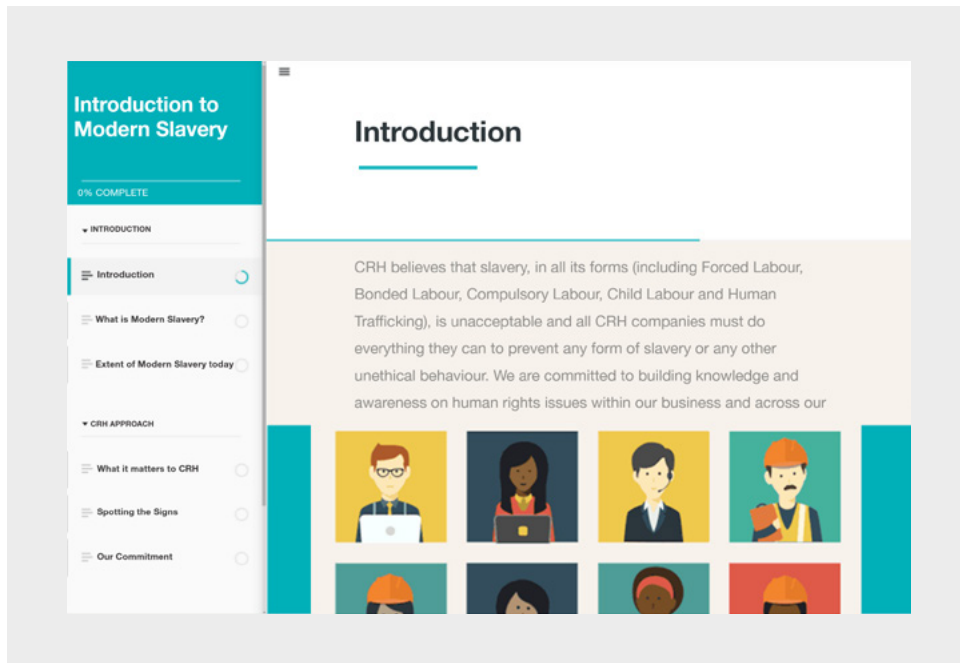 Introduction to
Modern Slavery
0% COMPLETE
INTRODUCTION
Introduction
What is Modern Slavery?
Extent of Modern Slavery today
CRH APPROACH
What it matters to CRH
Spotting the Signs
Our Commitment
Introduction
CRH believes that slavery, in all its forms (including Forced Labour,
Bonded Labour, Compulsory Labour, Child Labour and Human
Trafficking), is unacceptable and all CRH companies must do
everything they can to prevent any form of slavery or any other
unethical behaviour. We are committed to building knowledge and
awareness on human rights issues within our business and across our